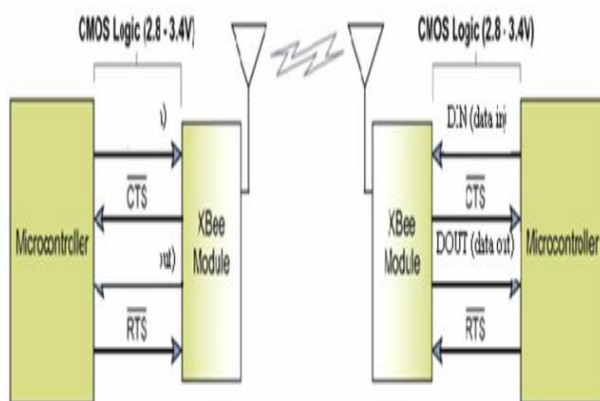 CMOS Logic (2.8 - 3.4V)
CMOS Logic (2.8 - 3.4V)
DIN (data in)
CTS
CTS
Microcontroller
XBee
Module
XBee
Module
DOUT (data out)
Microcontroller
RTS
RTS